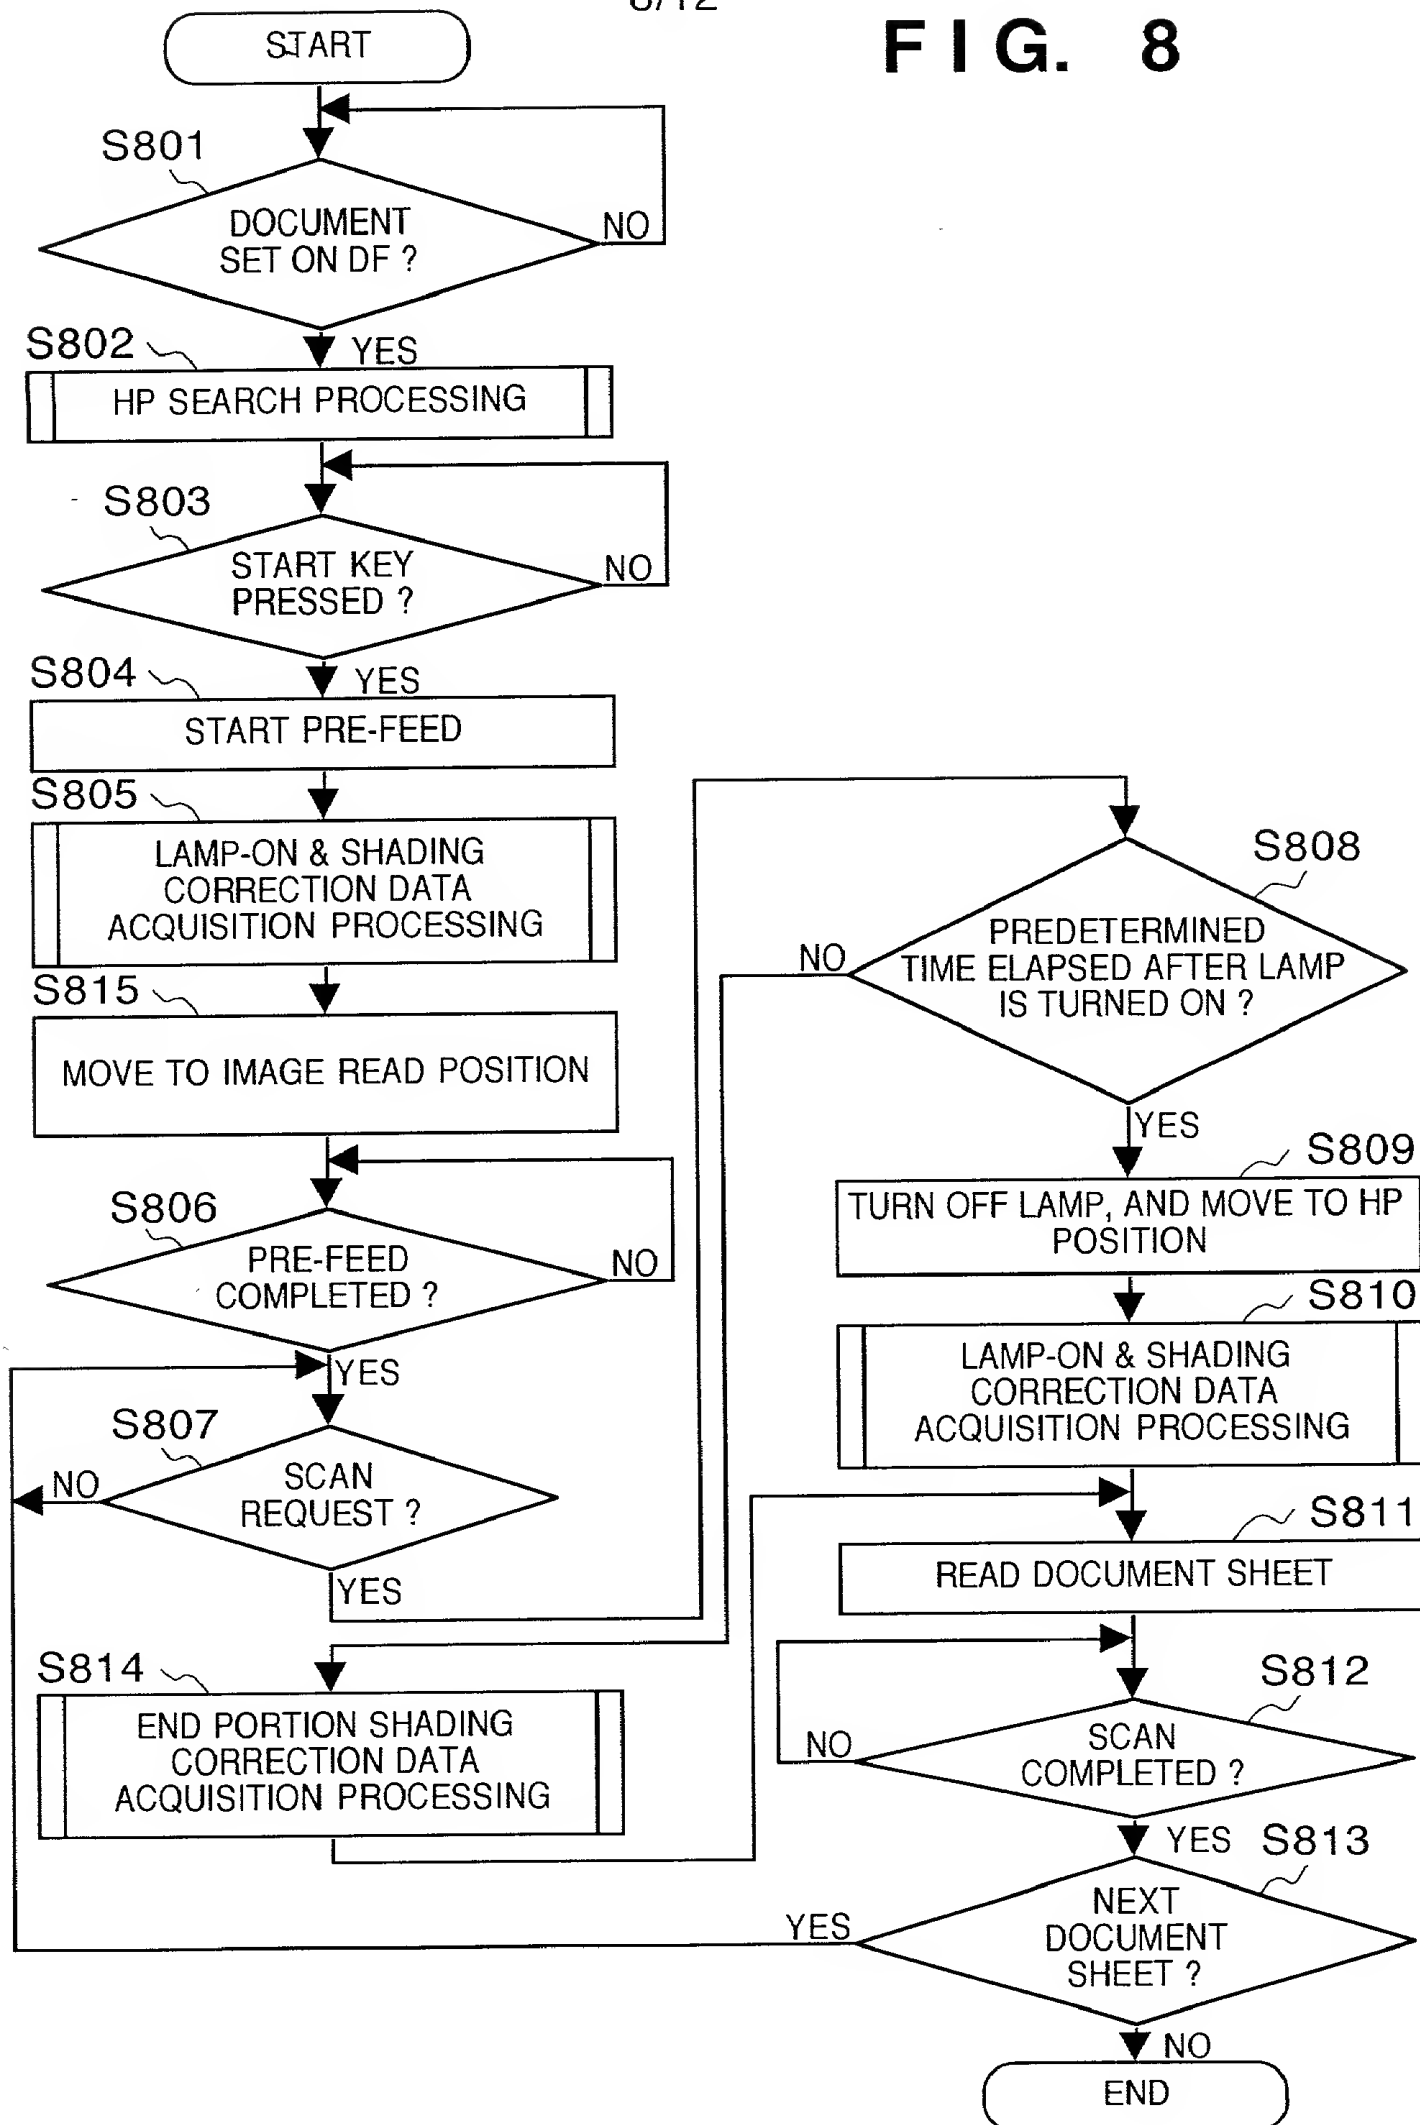 8/12
FIG. 8
START
S801
DOCUMENT
SET ON DF ?
NO
YES
S802
HP SEARCH PROCESSING
S803
START KEY
PRESSED ?
NO
YES
S804
START PRE-FEED
S805
LAMP-ON & SHADING
CORRECTION DATA
ACQUISITION PROCESSING
S815
MOVE TO IMAGE READ POSITION
S806
PRE-FEED
COMPLETED ?
NO
YES
S807
SCAN
REQUEST ?
NO
YES
S814
END PORTION SHADING
CORRECTION DATA
ACQUISITION PROCESSING
S808
PREDETERMINED
TIME ELAPSED AFTER LAMP
IS TURNED ON ?
NO
YES
S809
TURN OFF LAMP, AND MOVE TO HP
POSITION
S810
LAMP-ON & SHADING
CORRECTION DATA
ACQUISITION PROCESSING
S811
READ DOCUMENT SHEET
S812
SCAN
COMPLETED ?
NO
YES
S813
NEXT
DOCUMENT
SHEET ?
YES
NO
END